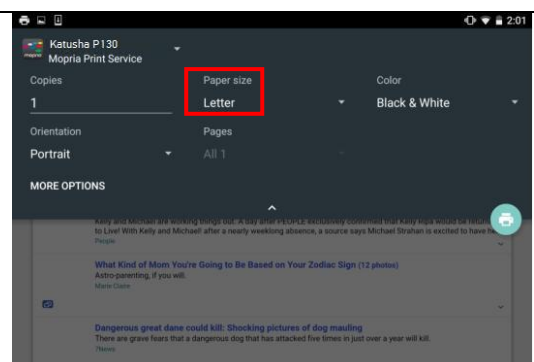 2:01
Katusha P130
mopria Mopria Print Service
Copies Paper size Color
1 Letter Black & White
Orientation Pages
Portrait All 1
MORE OPTIONS
Kelly and Michael are working things out. A day after PEOPLE exclusively confirmed that Kelly Ripa would be
to Live! With Kelly and Michael! after a nearly weeklong absence, a source says Michael Strahan is excited to have
People
What Kind of Mom You're Going to Be Based on Your Zodiac Sign (12 photos)
Astro-parenting, if you will.
Marie Claire
Dangerous great dane could kill: Shocking pictures of dog mauling
There are grave fears that a dangerous dog that has attacked five times in just over a year will kill.
7News